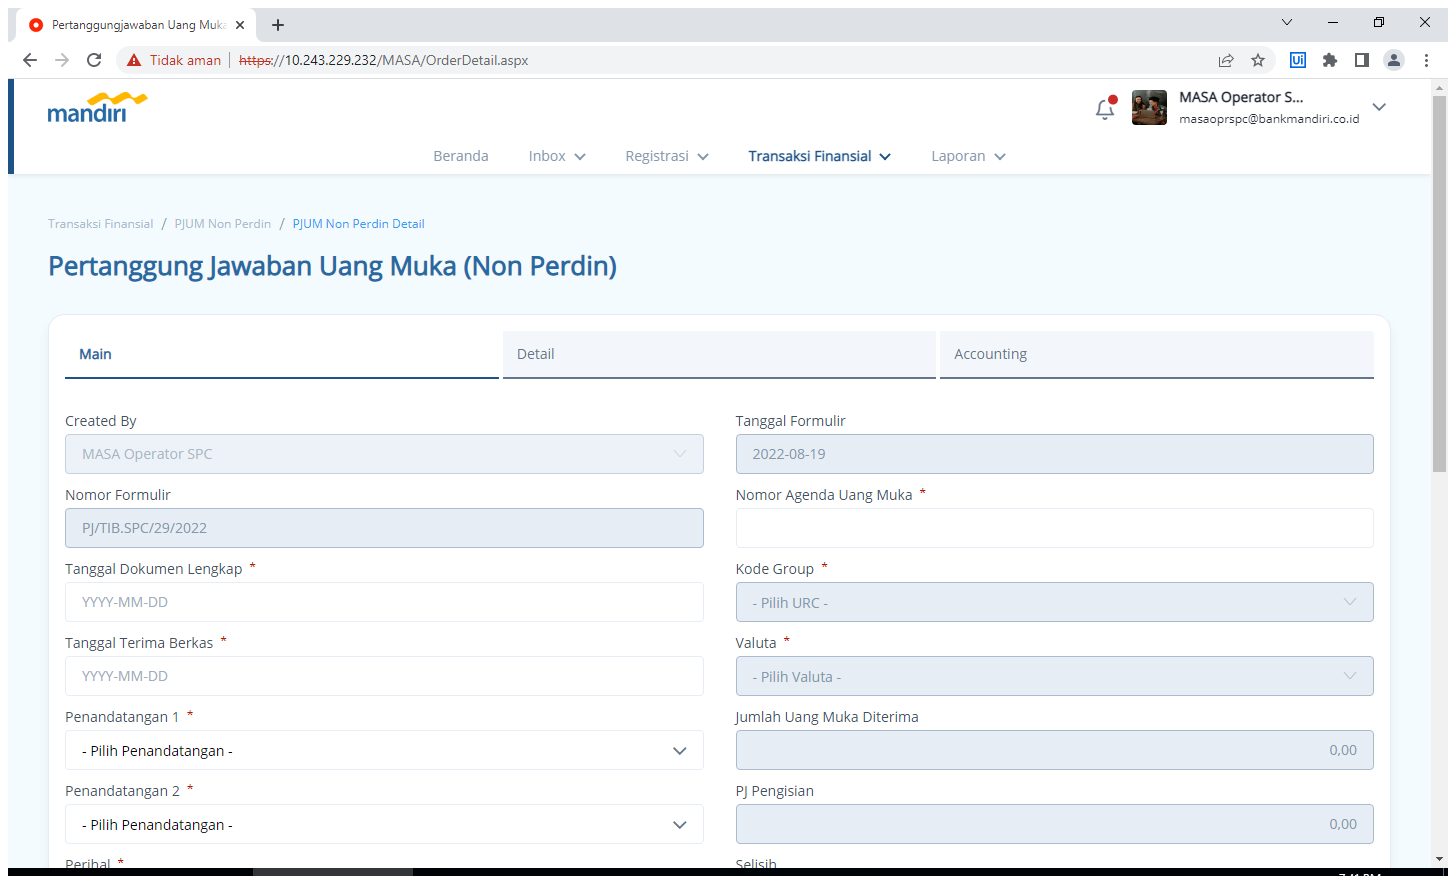 Pertanggungjawaban Uang Muka
Tidak aman https://10.243.229.232/MASA/OrderDetail.aspx
Ui
mandiri
MASA Operator S...
masaoprspc@bankmandiri.co.id
Beranda Inbox Registrasi Transaksi Finansial Laporan
Transaksi Finansial / PJUM Non Perdin / PJUM Non Perdin Detail
Pertanggung Jawaban Uang Muka (Non Perdin)
Main Detail Accounting
Created By
MASA Operator SPC
Tanggal Formulir
2022-08-19
Nomor Formulir
PJ/TIB.SPC/29/2022
Nomor Agenda Uang Muka *
Tanggal Dokumen Lengkap *
YYYY-MM-DD
Kode Group *
- Pilih URC -
Tanggal Terima Berkas *
YYYY-MM-DD
Valuta *
- Pilih Valuta -
Penandatangan 1 *
- Pilih Penandatangan -
Jumlah Uang Muka Diterima
0,00
Penandatangan 2 *
- Pilih Penandatangan -
PJ Pengisian
0,00
Perihal *
Selisih